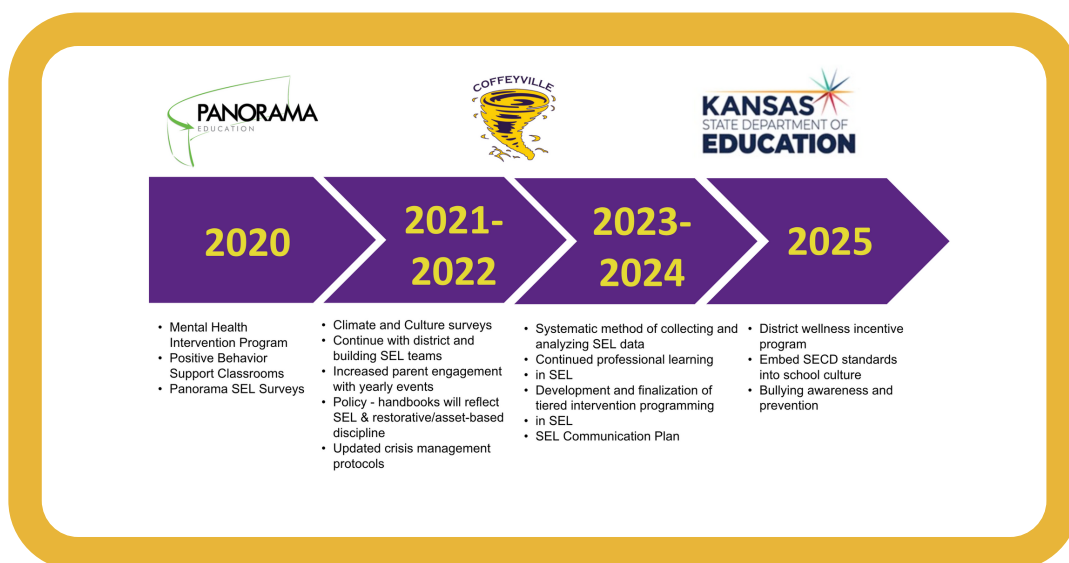 PANORAMA
EDUCATION
COFFEYVILLE
KANSAS
STATE DEPARTMENT OF
EDUCATION
2020
2021-
2022
2023-
2024
2025
• Mental Health
Intervention Program
• Positive Behavior
Support Classrooms
• Panorama SEL Surveys
• Climate and Culture surveys
• Continue with district and
building SEL teams
• Increased parent engagement
with yearly events
• Policy - handbooks will reflect
SEL & restorative/asset-based
discipline
• Updated crisis management
protocols
• Systematic method of collecting and
analyzing SEL data
• Continued professional learning
• in SEL
• Development and finalization of
tiered intervention programming
• in SEL
• SEL Communication Plan
• District wellness incentive
program
• Embed SECD standards
into school culture
• Bullying awareness and
prevention